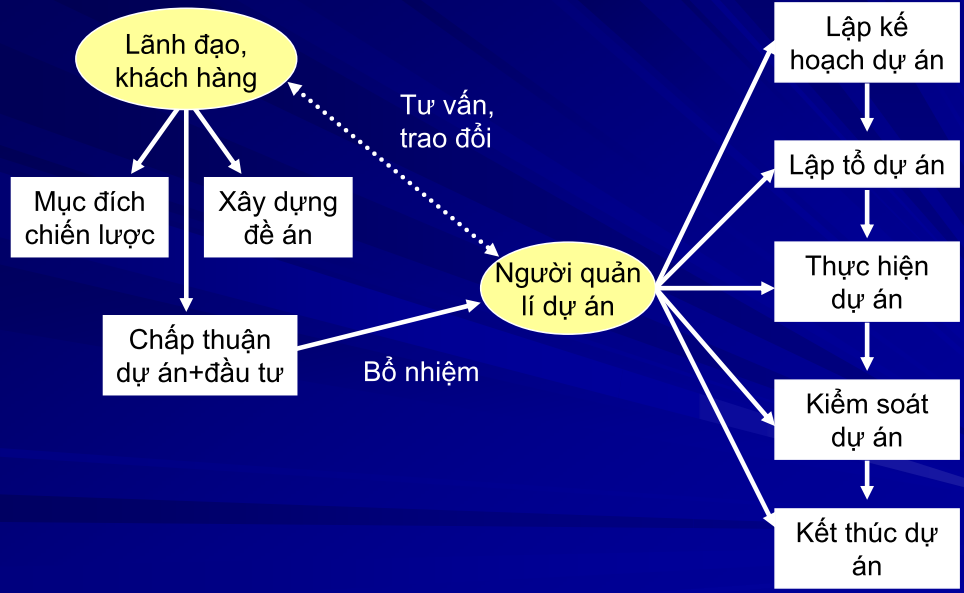 Lãnh đạo,
khách hàng
Tư vấn,
trao đổi
Mục đích
chiến lược
Xây dựng
đề án
Chấp thuận
dự án+đầu tư
Bổ nhiệm
Người quản
lí dự án
Lập kế
hoạch dự án
Lập tổ dự án
Thực hiện
dự án
Kiểm soát
dự án
Kết thúc dự
án